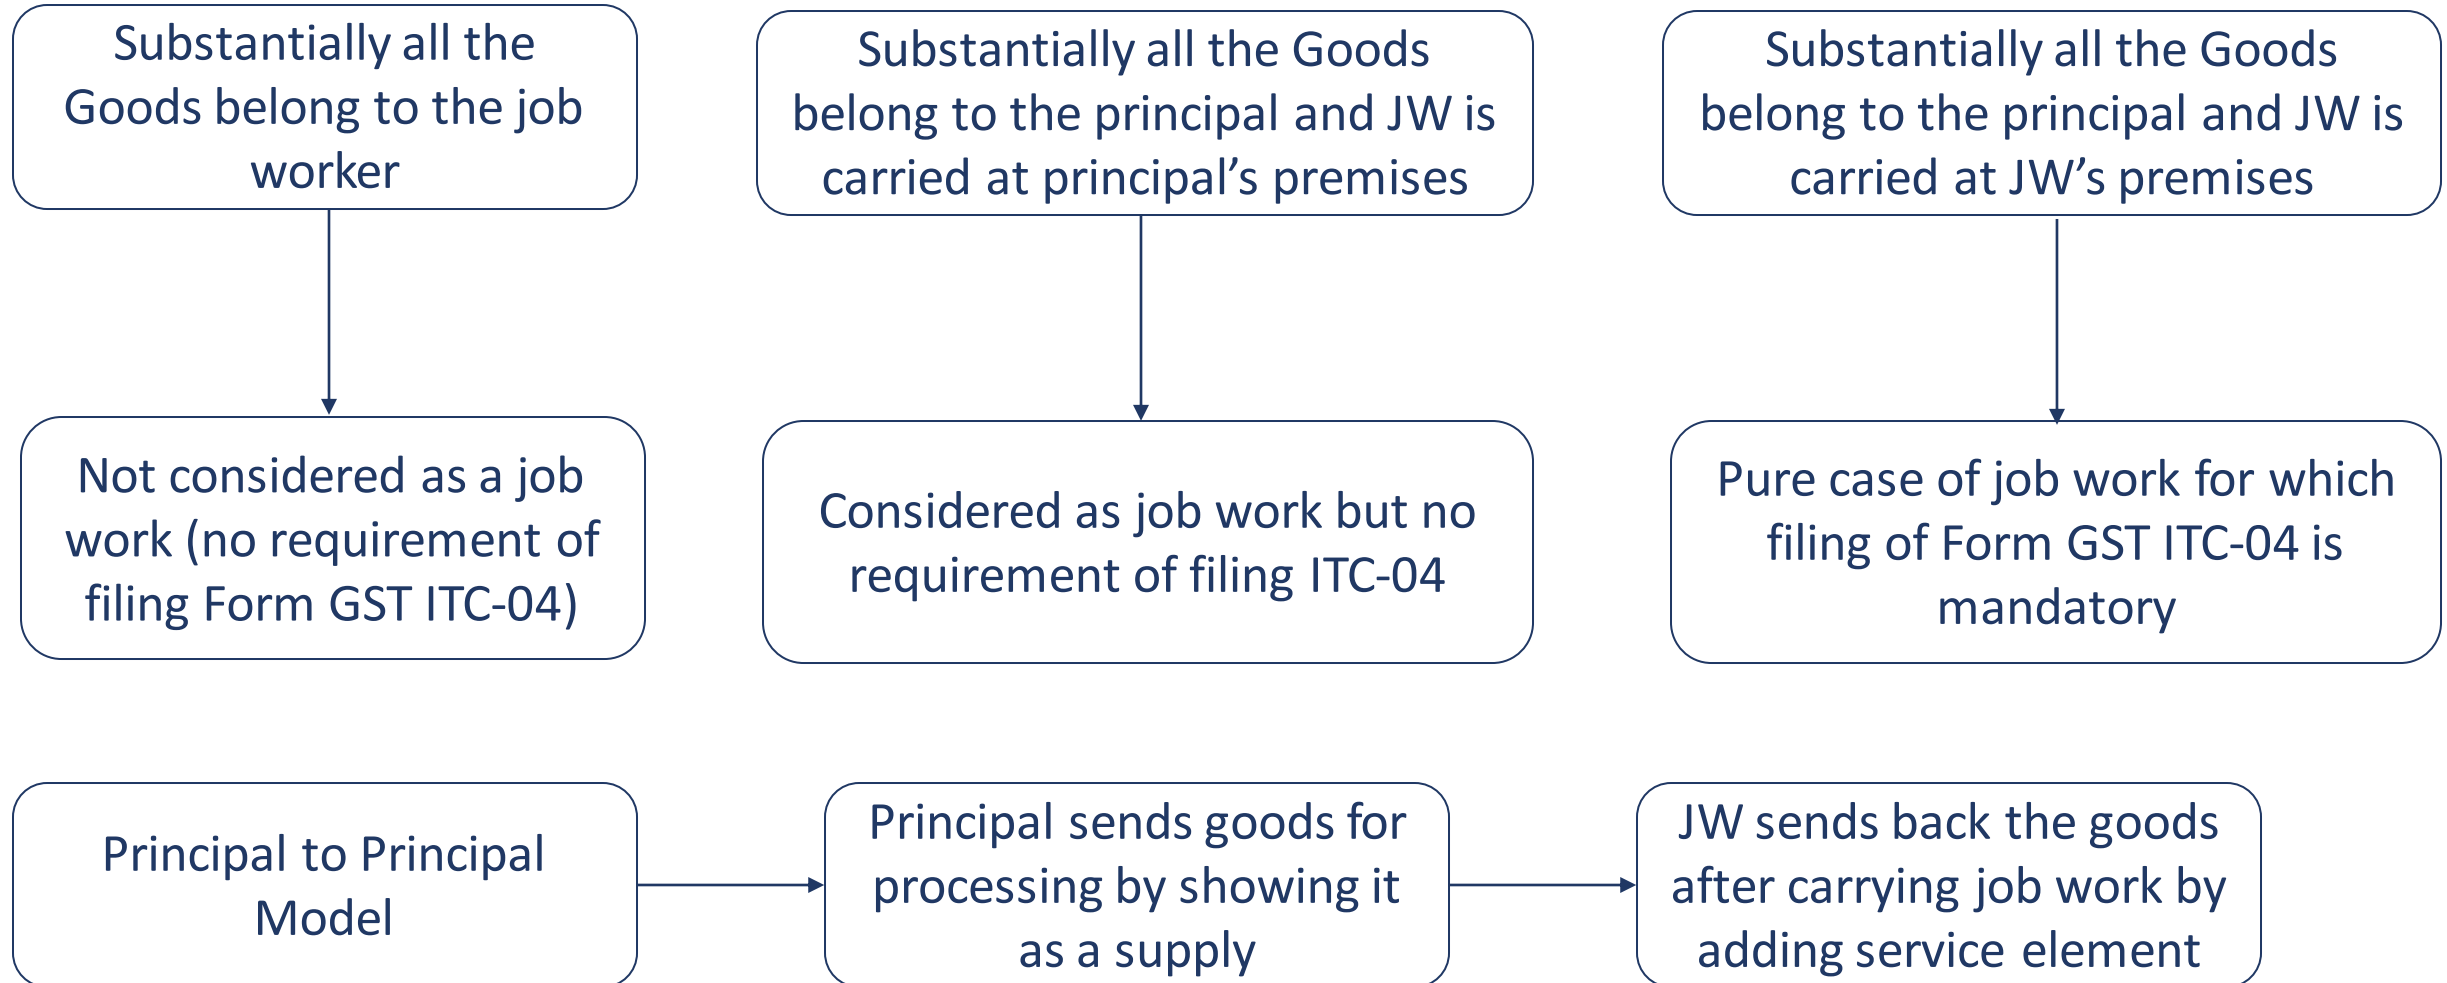 Substantially all the
Goods belong to the job
worker
Substantially all the Goods
belong to the principal and JW is
carried at principal’s premises
Substantially all the Goods
belong to the principal and JW is
carried at JW’s premises
Not considered as a job
work (no requirement of
filing Form GST ITC-04)
Considered as job work but no
requirement of filing ITC-04
Pure case of job work for which
filing of Form GST ITC-04 is
mandatory
Principal to Principal
Model
Principal sends goods for
processing by showing it
as a supply
JW sends back the goods
after carrying job work by
adding service element